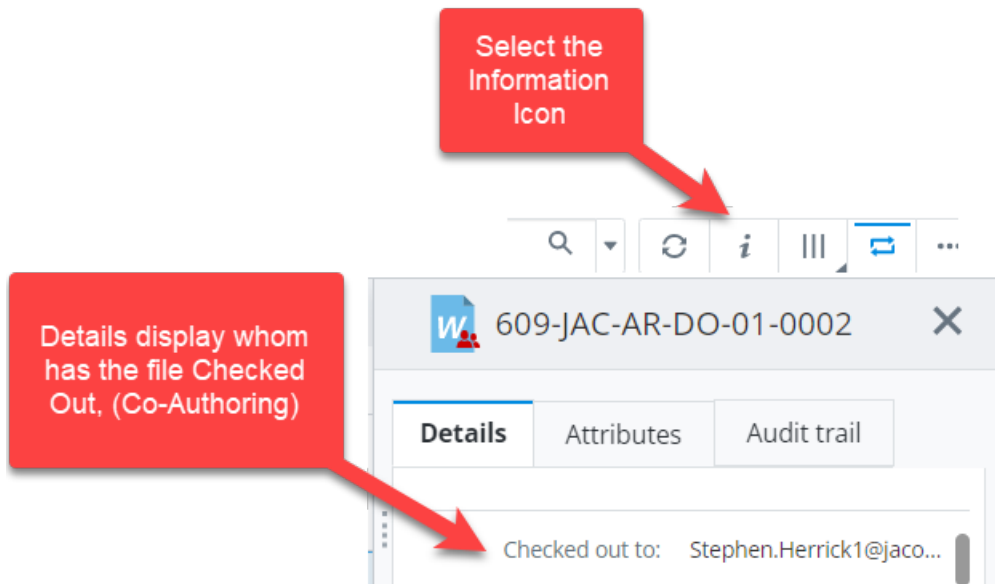 Select the
Information
Icon
i
609-JAC-AR-DO-01-0002
Details display whom
has the file Checked
Out, (Co-Authoring)
W
Details Attributes Audit trail
Checked out to: Stephen.Herrick1@jaco...